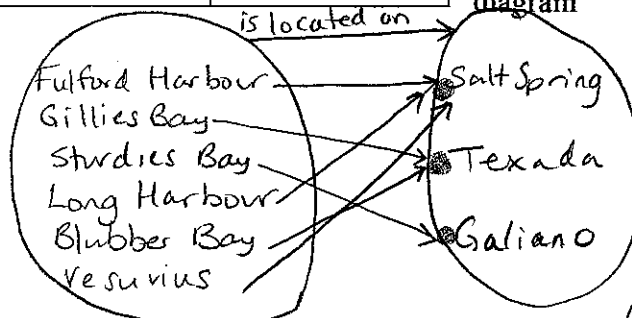 diagram
is located on
Fulford Harbour
Gillies Bay
Sturdies Bay
Long Harbour
Blubber Bay
Vesuvius
Salt Spring
Texada
Galiano